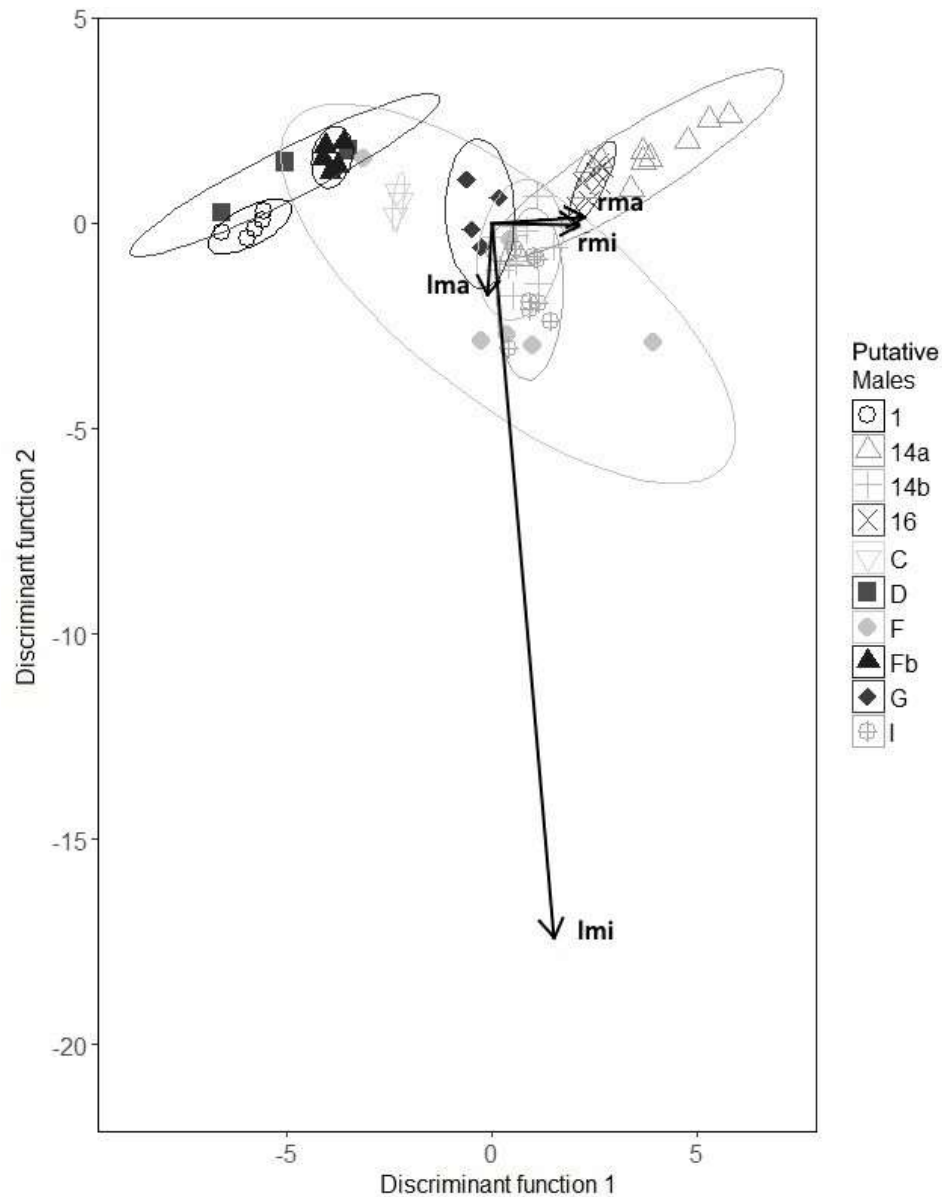 5
0
-5
-10
-15
-20
Discriminant function 2
rma
rmi
lma
lmi
-5
0
5
Discriminant function 1
Putative
Males
1
14a
14b
16
C
D
F
Fb
G
I